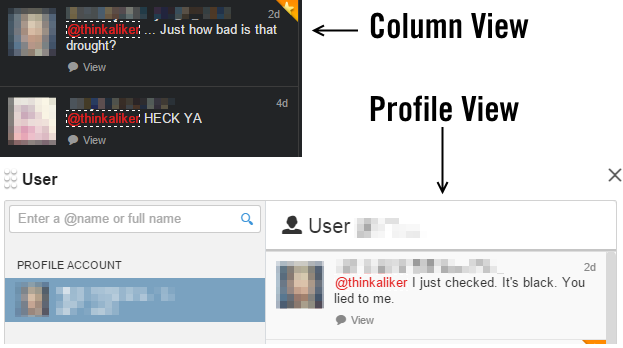 2d
@thinkaliker ... Just how bad is that
drought?
View
4d
@thinkaliker HECK YA
View
Column View
Profile View
User
Enter a @name or full name
PROFILE ACCOUNT
User
2d
@thinkaliker I just checked. It's black. You
lied to me.
View